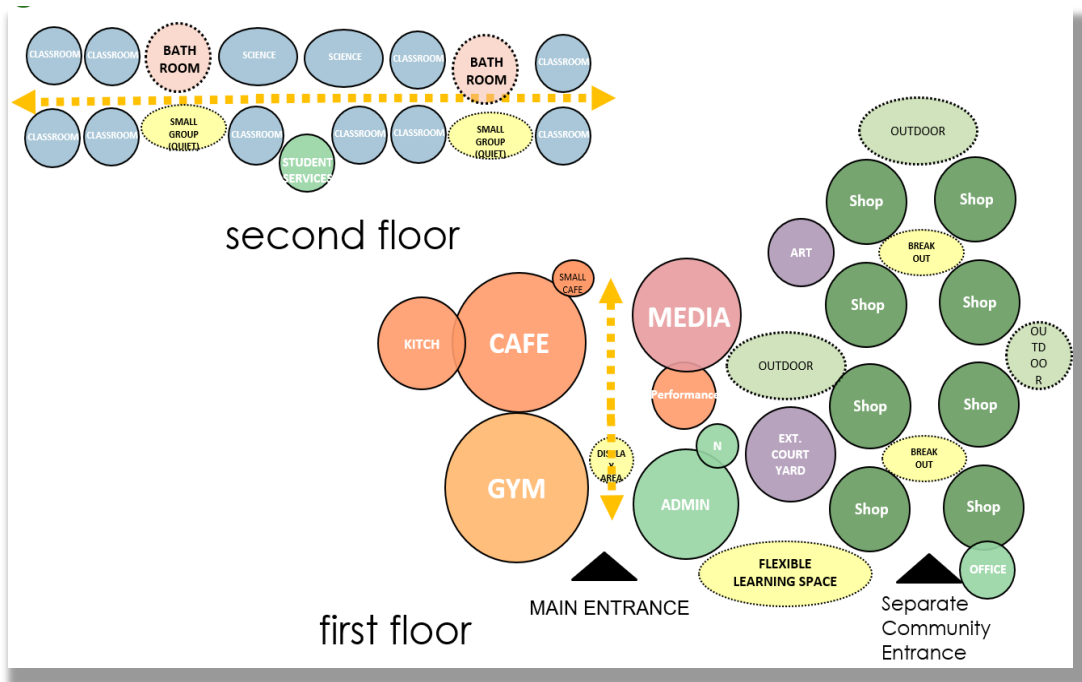 CLASSROOM
CLASSROOM
BATH
ROOM
SCIENCE
SCIENCE
CLASSROOM
BATH
ROOM
CLASSROOM
CLASSROOM
CLASSROOM
SMALL
GROUP
(QUIET)
CLASSROOM
STUDENT
SERVICES
CLASSROOM
CLASSROOM
SMALL
GROUP
(QUIET)
CLASSROOM
second floor
OUTDOOR
Shop
Shop
ART
BREAK
OUT
SMALL
CAFE
KITCH
CAFE
MEDIA
Shop
Shop
OUTDOOR
OU
TD
OO
R
Performance
Shop
Shop
N
DISPLA
Y
AREA
GYM
ADMIN
EXT.
COURT
YARD
BREAK
OUT
Shop
Shop
FLEXIBLE
LEARNING SPACE
OFFICE
MAIN ENTRANCE
Separate
Community
Entrance
first floor